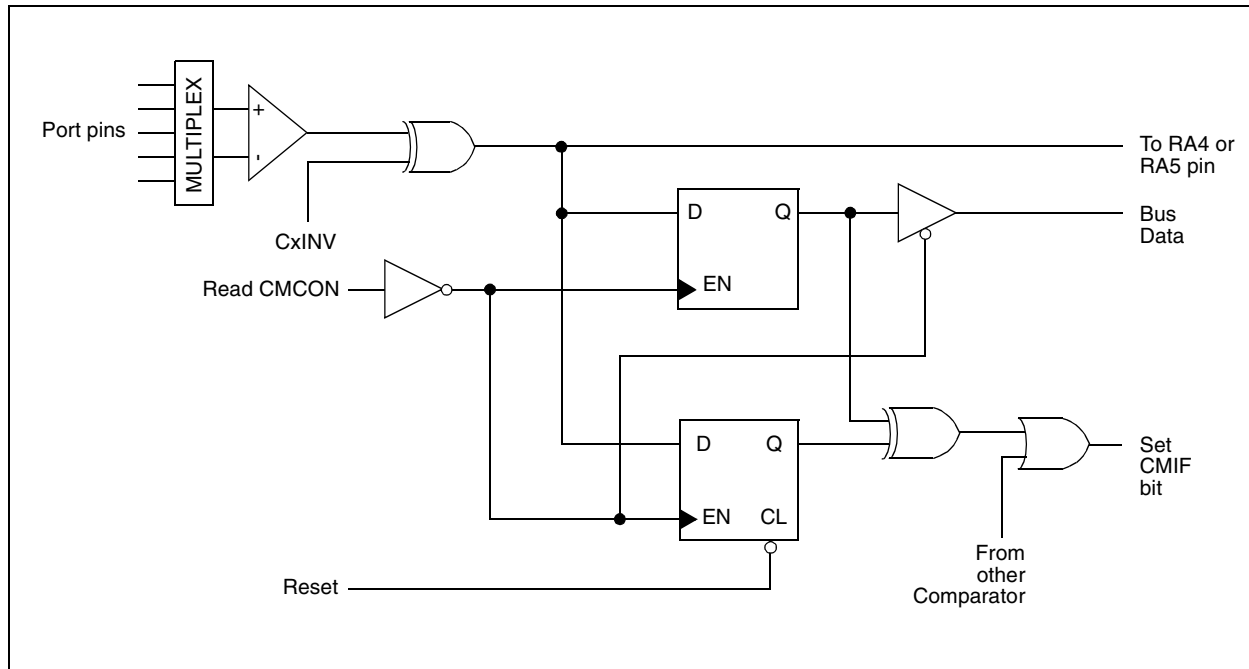 Port pins
MULTIPLEX
+
-
CxINV
To RA4 or
RA5 pin
D
Q
EN
Bus
Data
Read CMCON
D
Q
EN
CL
Set
CMIF
bit
From
other
Comparator
Reset